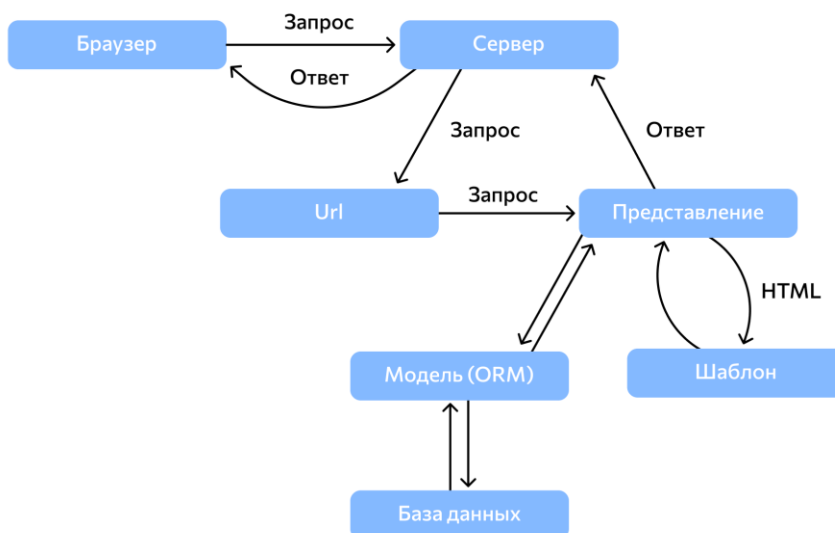 Запрос
Браузер
Сервер
Ответ
Запрос
Ответ
Запрос
Url
Представление
HTML
Модель (ORM)
Шаблон
База данных